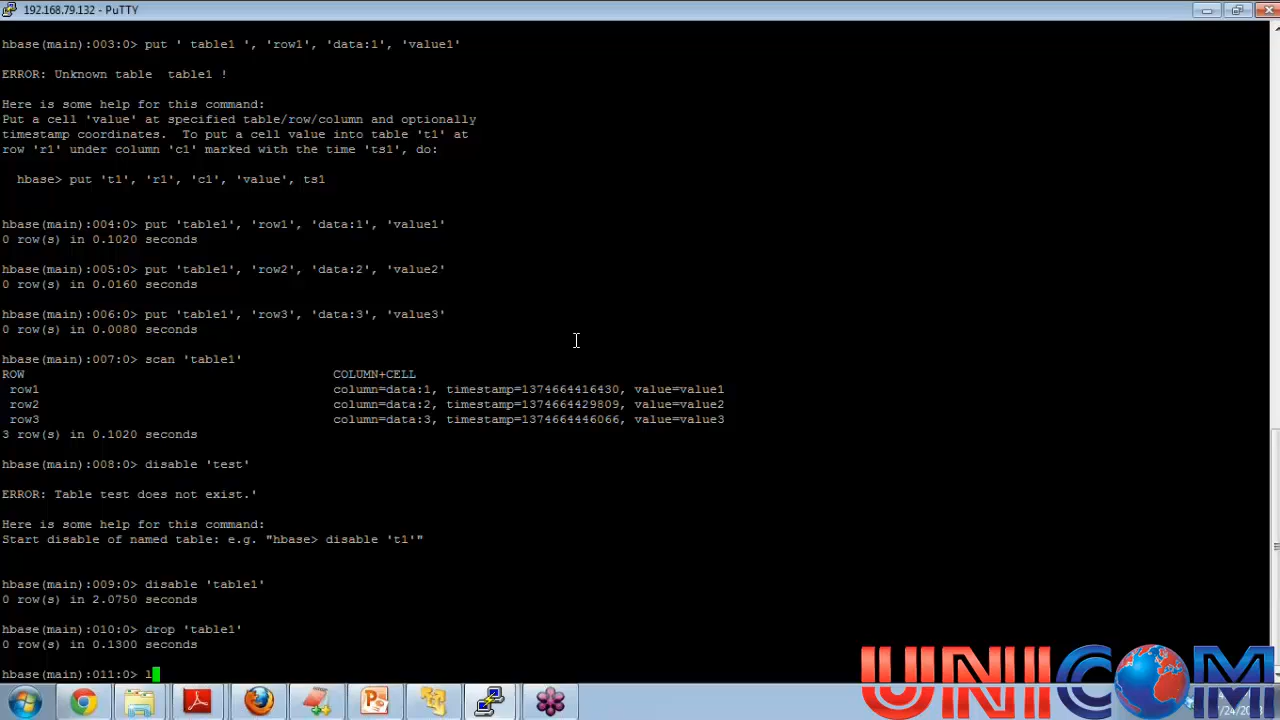 192.168.79.132 - PuTTY
hbase(main):003:0> put ' table1 ', 'row1', 'data:1', 'value1'
ERROR: Unknown table  table1 !
Here is some help for this command:
Put a cell 'value' at specified table/row/column and optionally
timestamp coordinates.  To put a cell value into table 't1' at
row 'r1' under column 'c1' marked with the time 'ts1', do:
hbase> put 't1', 'r1', 'c1', 'value', ts1
hbase(main):004:0> put 'table1', 'row1', 'data:1', 'value1'
0 row(s) in 0.1020 seconds
hbase(main):005:0> put 'table1', 'row2', 'data:2', 'value2'
0 row(s) in 0.0160 seconds
hbase(main):006:0> put 'table1', 'row3', 'data:3', 'value3'
0 row(s) in 0.0080 seconds
hbase(main):007:0> scan 'table1'
ROW COLUMN+CELL
row1 column=data:1, timestamp=1374664416430, value=value1
row2 column=data:2, timestamp=1374664429809, value=value2
row3 column=data:3, timestamp=1374664446066, value=value3
3 row(s) in 0.1020 seconds
hbase(main):008:0> disable 'test'
ERROR: Table test does not exist.'
Here is some help for this command:
Start disable of named table: e.g. "hbase> disable 't1'"
hbase(main):009:0> disable 'table1'
0 row(s) in 2.0750 seconds
hbase(main):010:0> drop 'table1'
0 row(s) in 0.1300 seconds
hbase(main):011:0> l
UNICOM